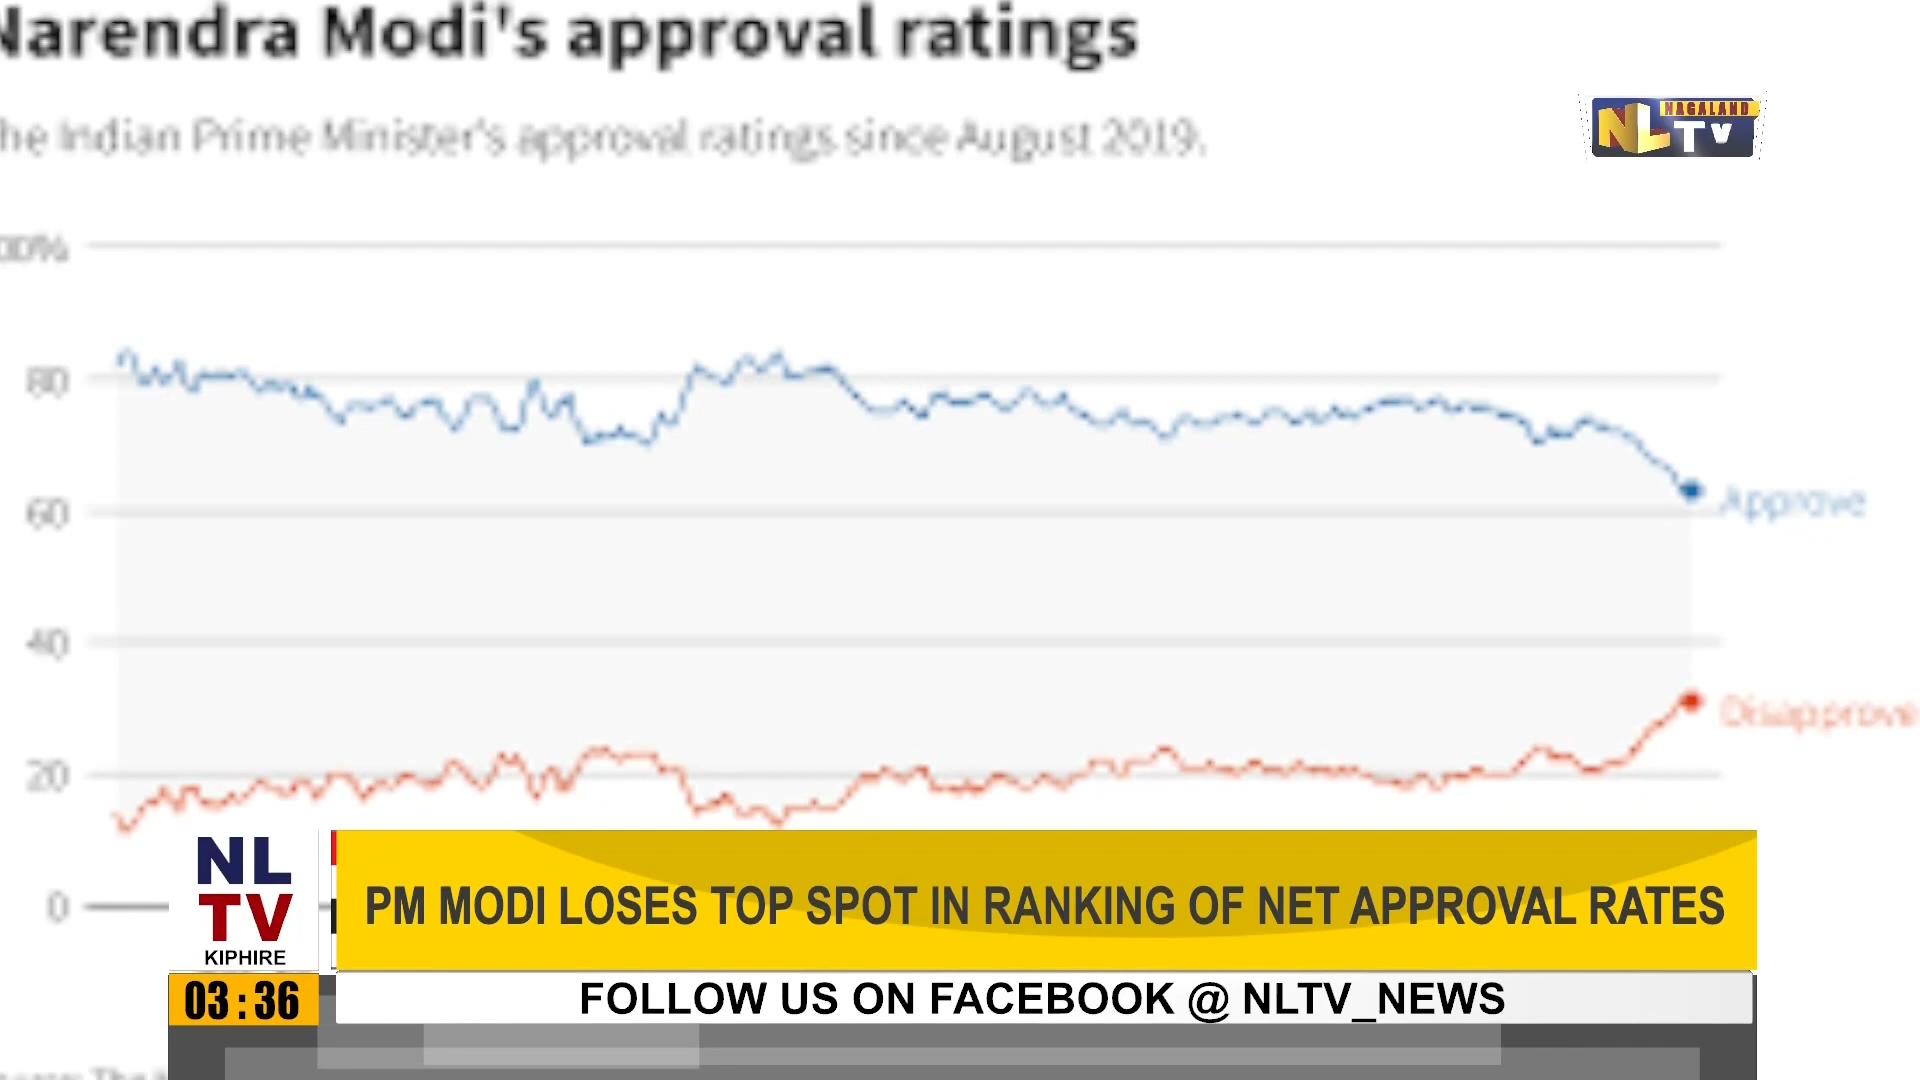 Narendra Modi's approval ratings
The Indian Prime Minister's approval ratings since August 2019.
NAGALAND
NL TV
00%
80
60
Approve
40
Disapprove
20
0
NL
TV
KIPHIRE
PM MODI LOSES TOP SPOT IN RANKING OF NET APPROVAL RATES
03:36
FOLLOW US ON FACEBOOK @ NLTV_NEWS